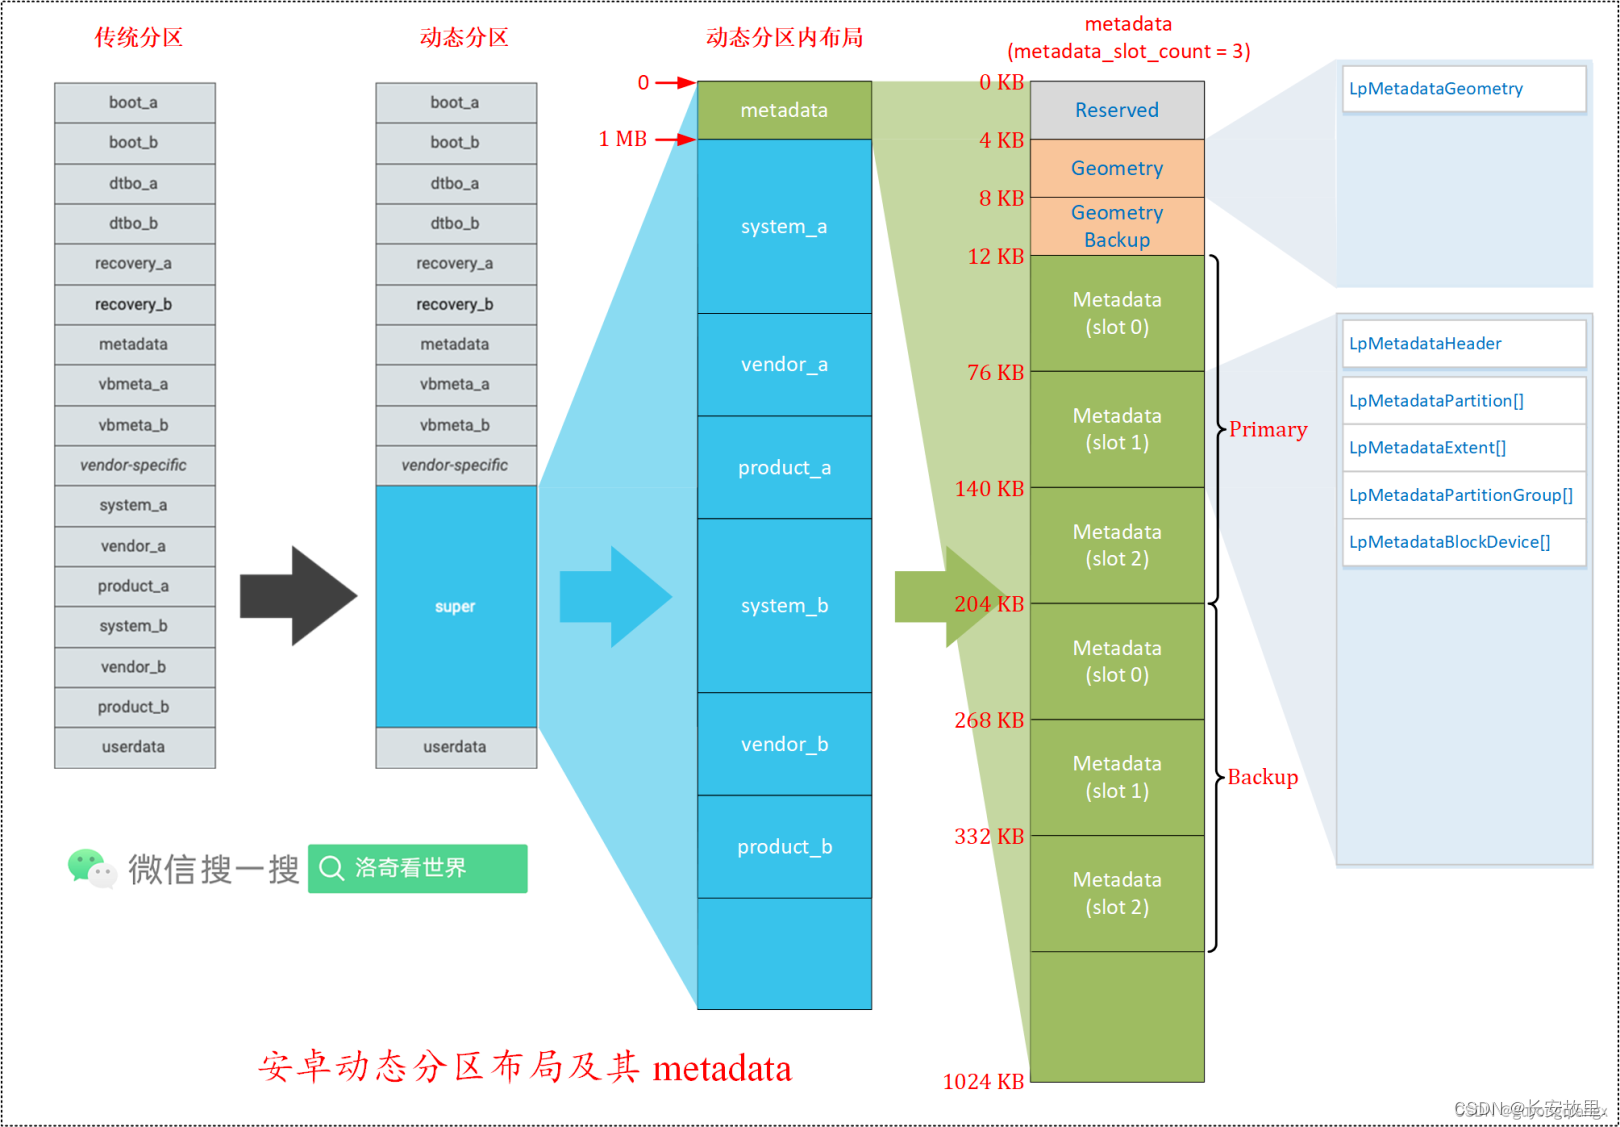 传统分区
boot_a
boot_b
dtbo_a
dtbo_b
recovery_a
recovery_b
metadata
vbmeta_a
vbmeta_b
vendor-specific
system_a
vendor_a
product_a
system_b
vendor_b
product_b
userdata
动态分区
boot_a
boot_b
dtbo_a
dtbo_b
recovery_a
recovery_b
metadata
vbmeta_a
vbmeta_b
vendor-specific
super
userdata
动态分区内布局
0
1 MB
metadata
system_a
vendor_a
product_a
system_b
vendor_b
product_b
metadata
(metadata_slot_count = 3)
0 KB
Reserved
4 KB
Geometry
8 KB
Geometry
Backup
12 KB
Metadata
(slot 0)
76 KB
Metadata
(slot 1)
140 KB
Metadata
(slot 2)
204 KB
Metadata
(slot 0)
268 KB
Metadata
(slot 1)
332 KB
Metadata
(slot 2)
1024 KB
Primary
Backup
LpMetadataGeometry
LpMetadataHeader
LpMetadataPartition[]
LpMetadataExtent[]
LpMetadataPartitionGroup[]
LpMetadataBlockDevice[]
微信搜一搜
洛奇看世界
安卓动态分区布局及其 metadata
CSDN @长安故里